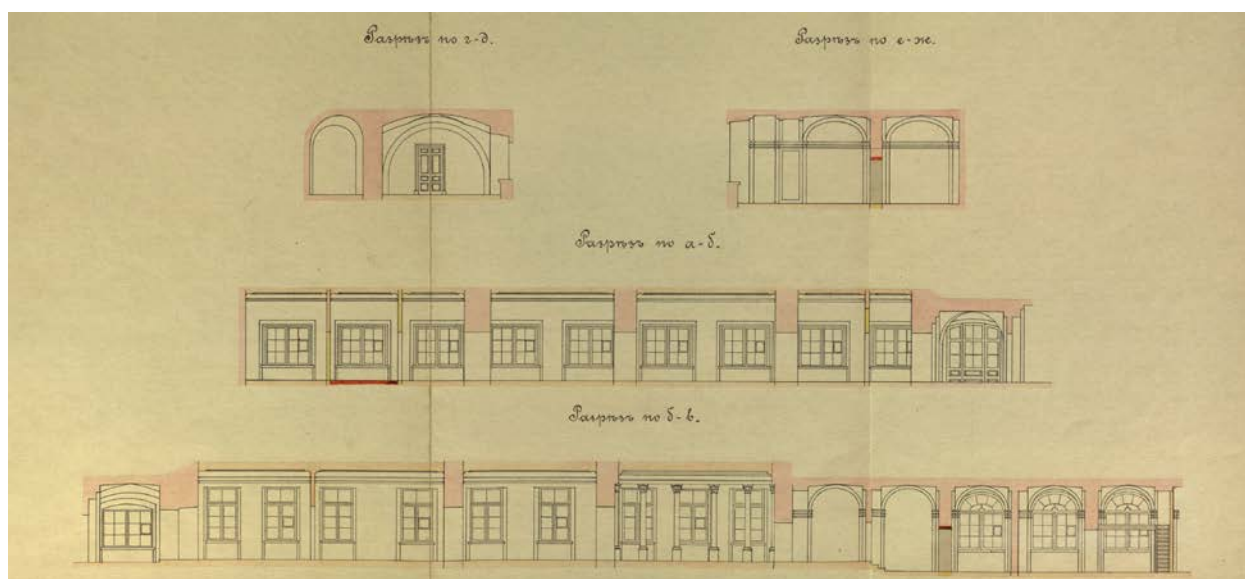 Разрѣзъ по г-д.
Разрѣзъ по е-ж.
Разрѣзъ по а-б.
Разрѣзъ по б-в.